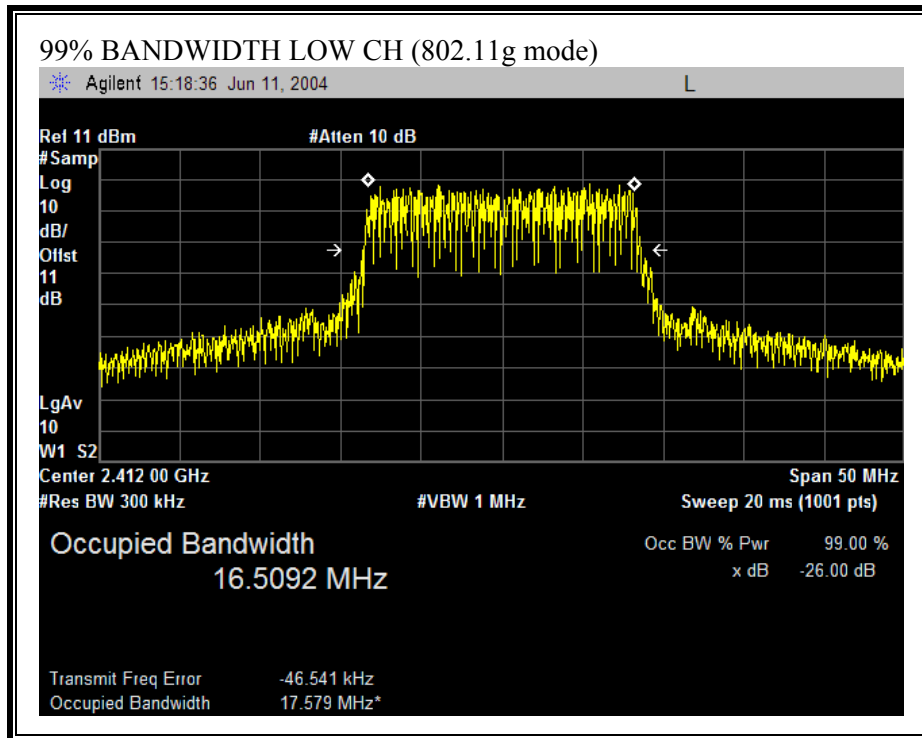 99% BANDWIDTH LOW CH (802.11g mode)
Agilent 15:18:36 Jun 11, 2004 L
Ref 11 dBm #Atten 10 dB
#Samp
Log
10
dB/
Offst
11
dB
LgAv
10
W1 S2
Center 2.412 00 GHz Span 50 MHz
#Res BW 300 kHz #VBW 1 MHz Sweep 20 ms (1001 pts)
Occupied Bandwidth Occ BW % Pwr 99.00 %
16.5092 MHz x dB -26.00 dB
Transmit Freq Error -46.541 kHz
Occupied Bandwidth 17.579 MHz*